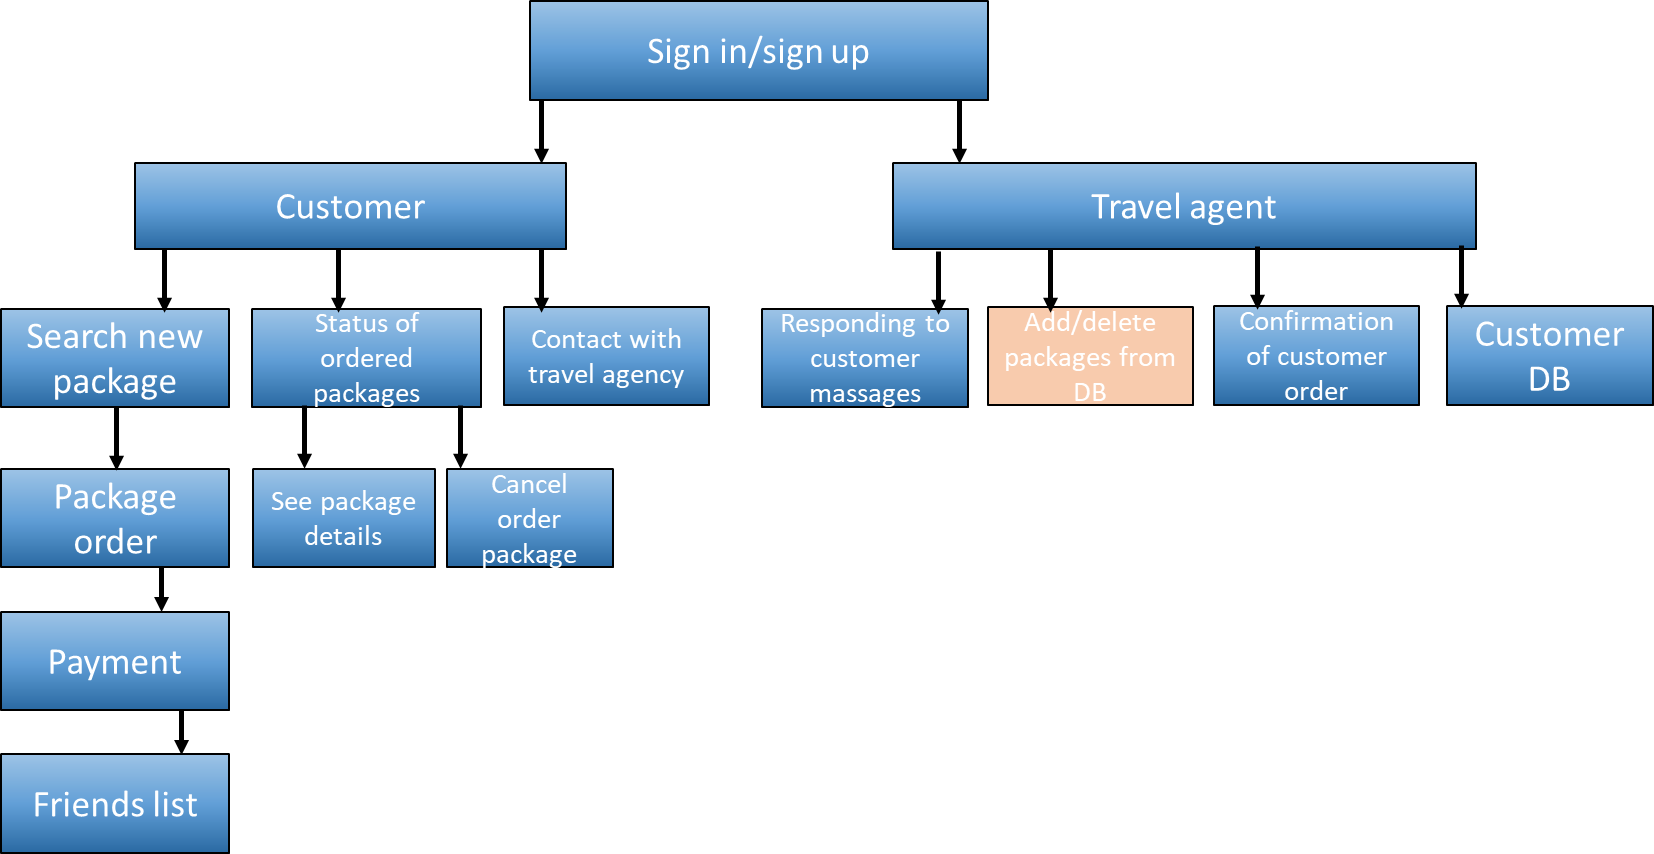 Sign in/sign up
Customer
Travel agent
Search new
package
Status of
ordered
packages
Contact with
travel agency
Responding to
customer
massages
Add/delete
packages from
DB
Confirmation
of customer
order
Customer
DB
Package
order
See package
details
Cancel
order
package
Payment
Friends list